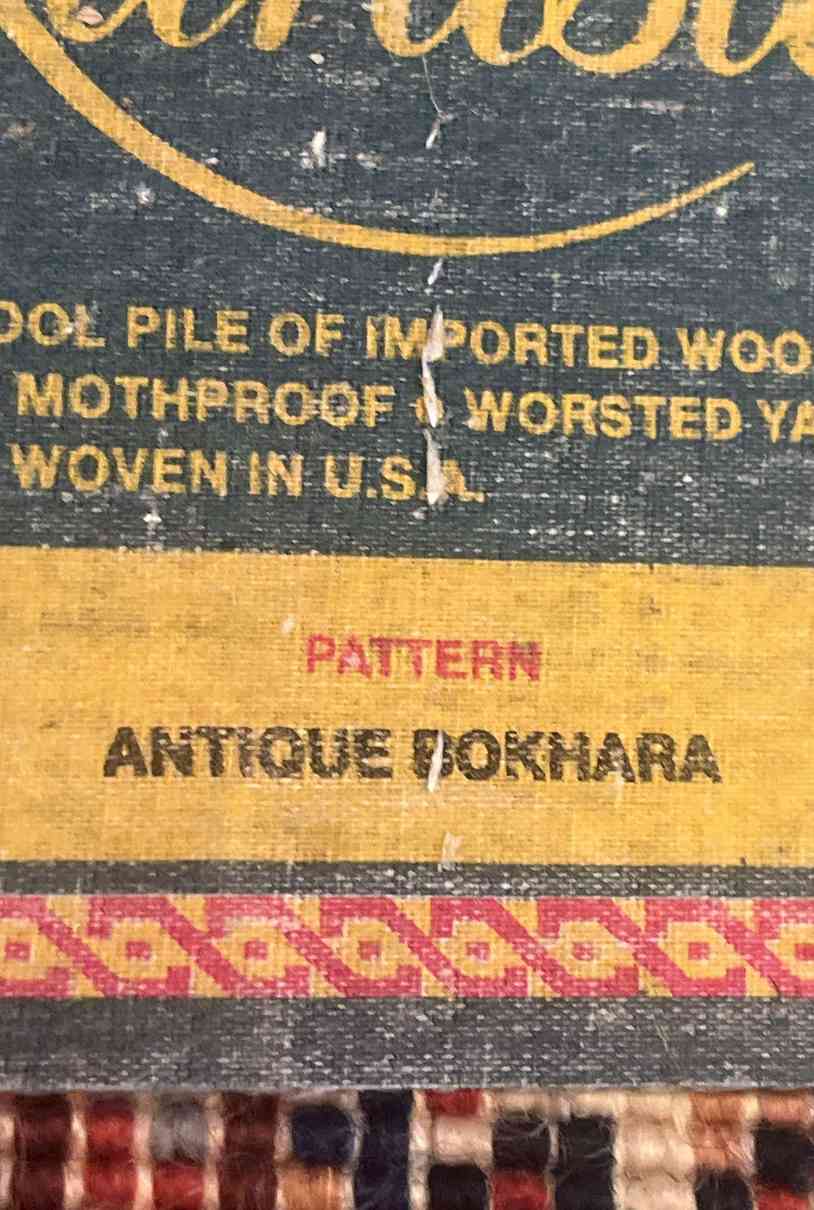 OOL PILE OF IMPORTED WOO
MOTHPROOF & WORSTED YA
WOVEN IN U.S.A.
PATTERN
ANTIQUE BOKHARA